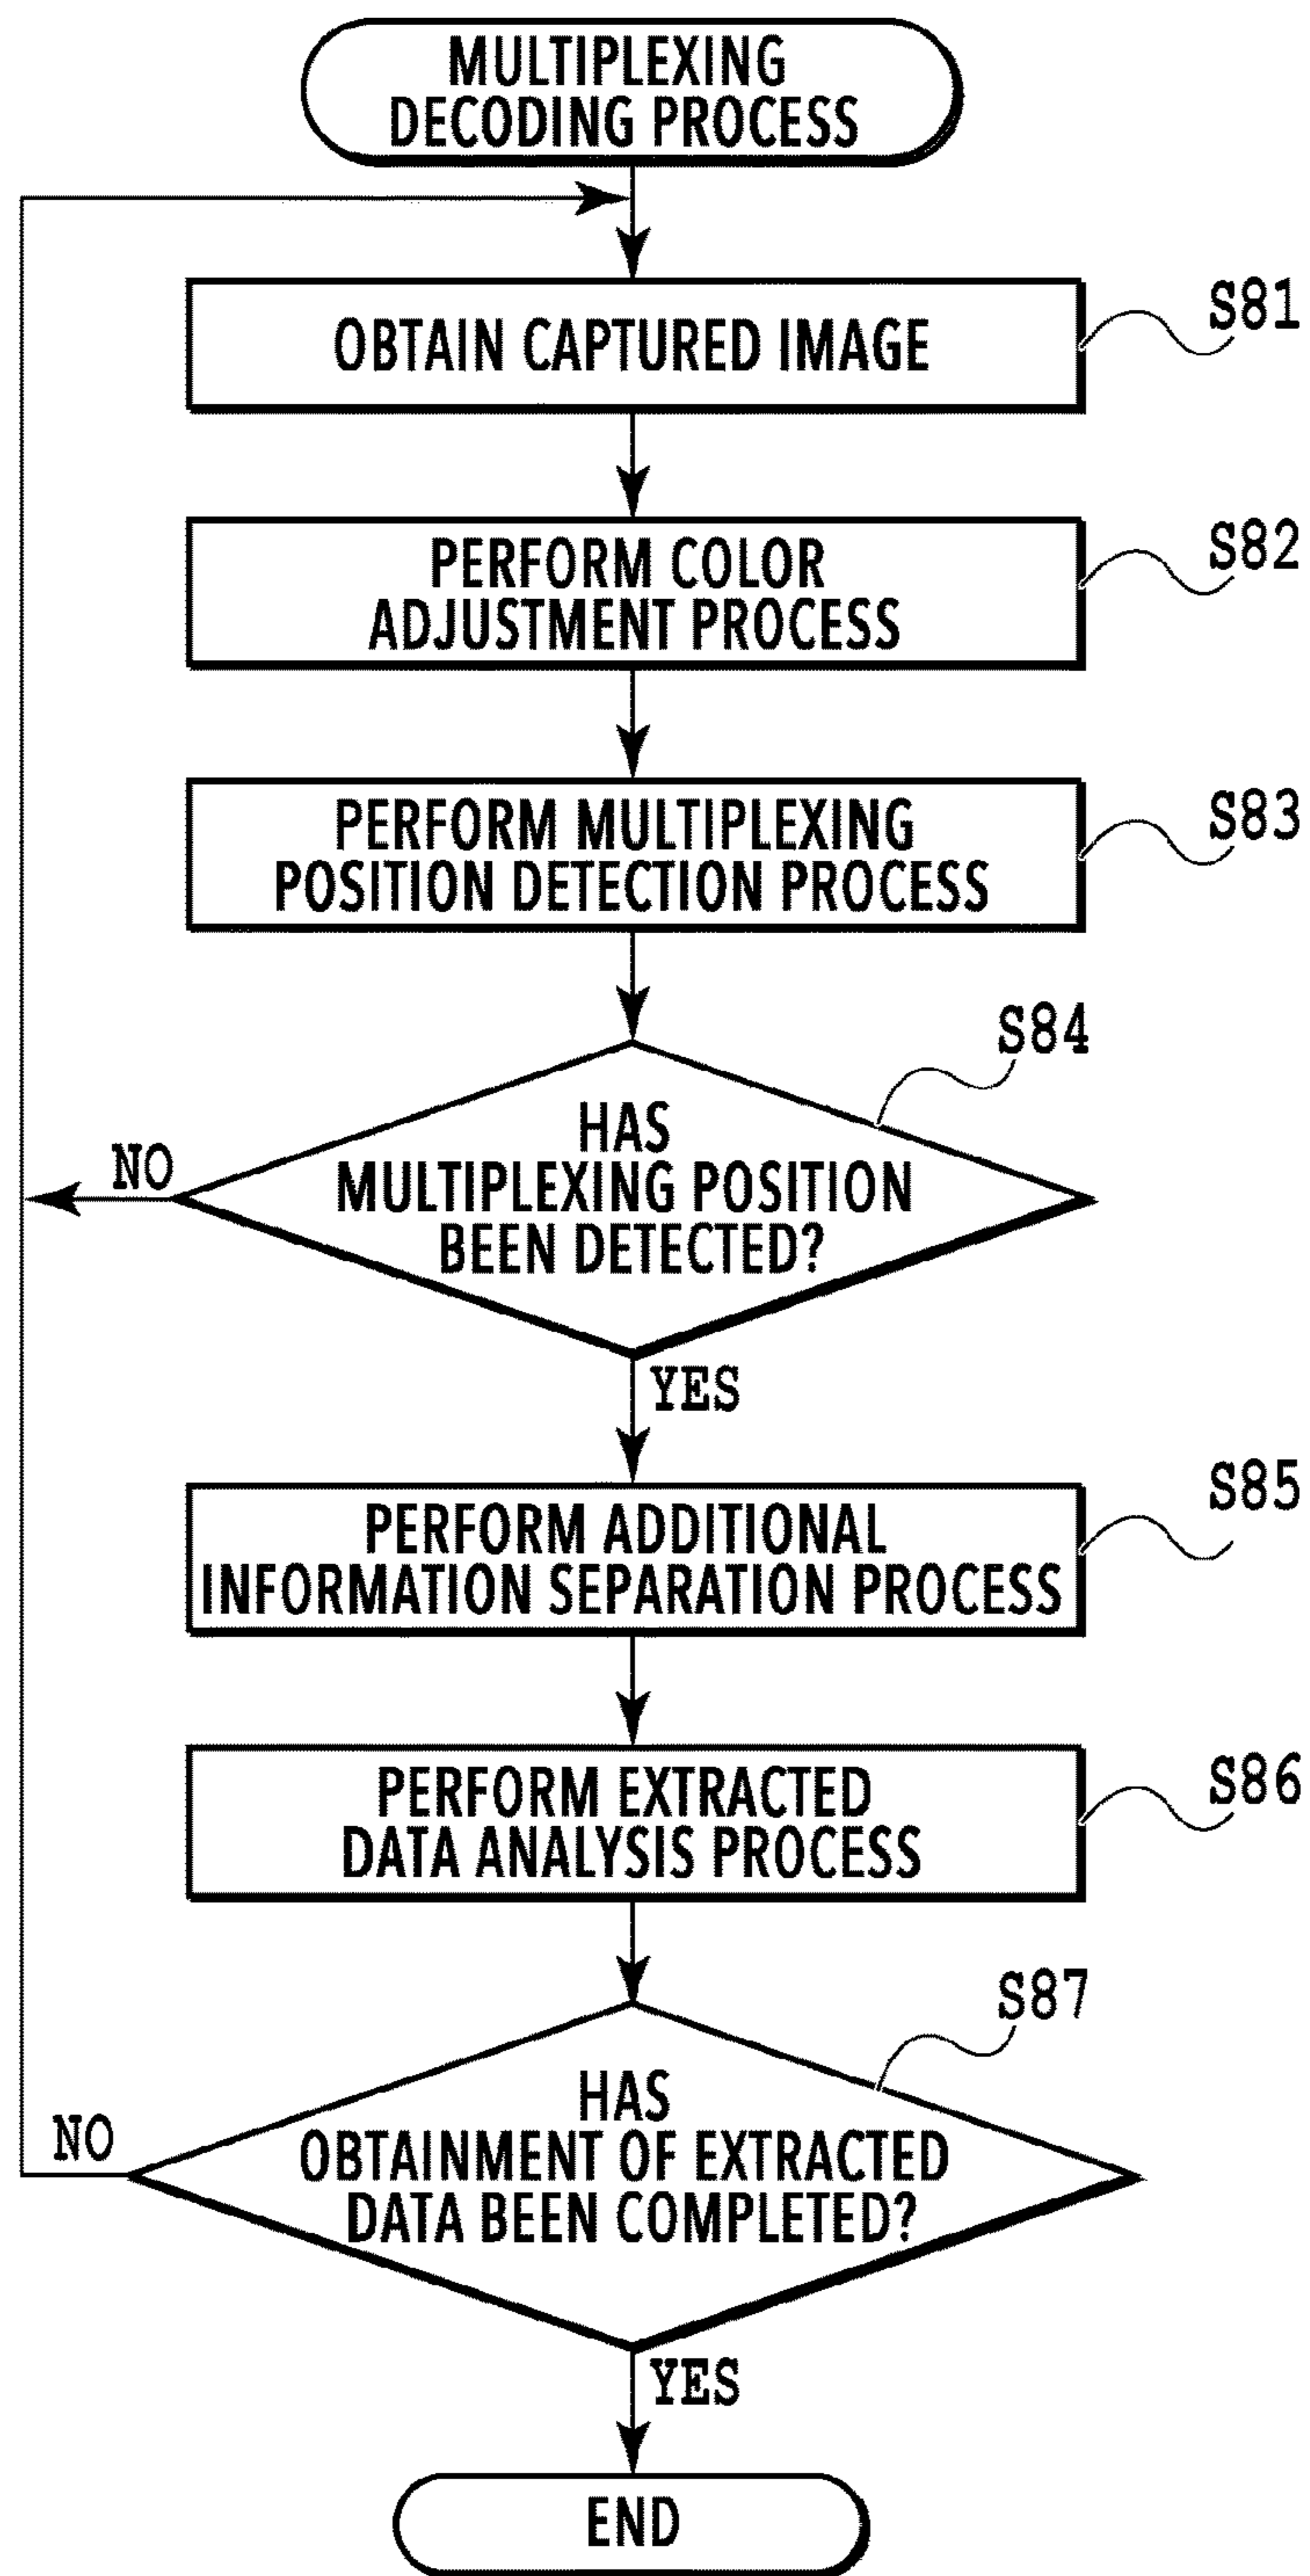 MULTIPLEXING
DECODING PROCESS
OBTAIN CAPTURED IMAGE
S81
PERFORM COLOR
ADJUSTMENT PROCESS
S82
PERFORM MULTIPLEXING
POSITION DETECTION PROCESS
S83
S84
HAS
MULTIPLEXING POSITION
BEEN DETECTED?
NO
YES
PERFORM ADDITIONAL
INFORMATION SEPARATION PROCESS
S85
PERFORM EXTRACTED
DATA ANALYSIS PROCESS
S86
S87
HAS
OBTAINMENT OF EXTRACTED
DATA BEEN COMPLETED?
NO
YES
END